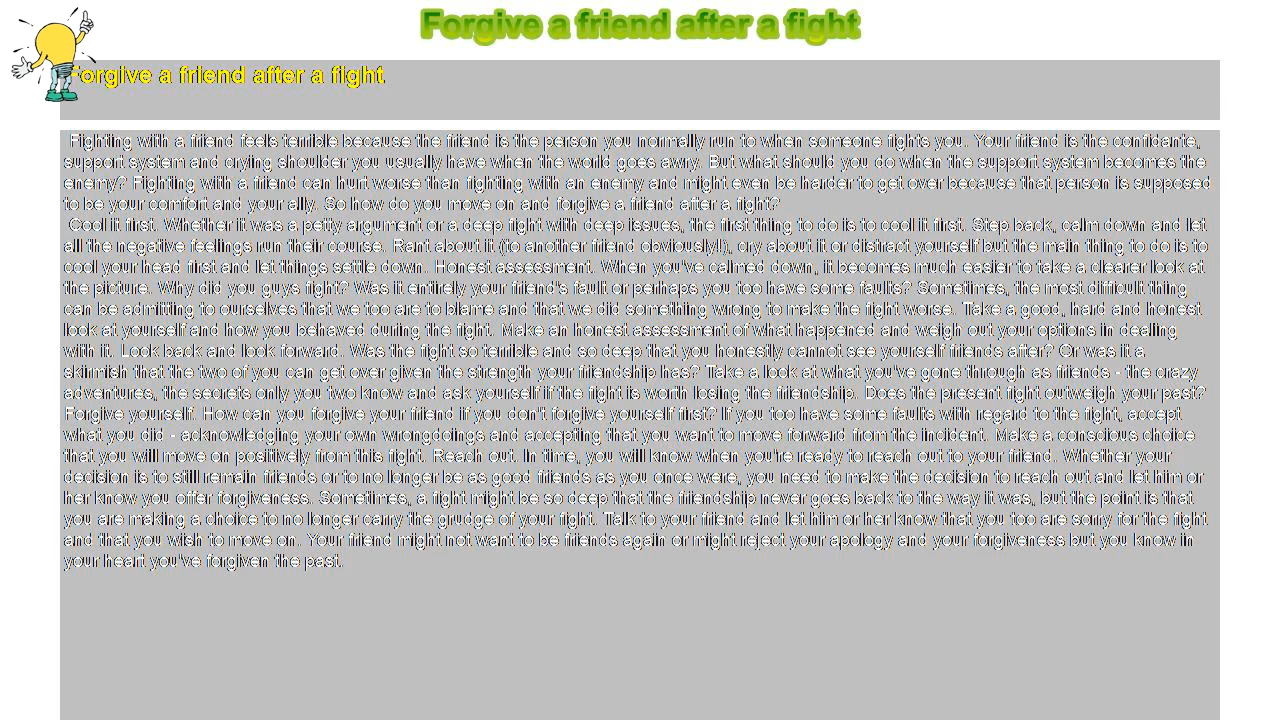 Forgive a friend after a fight
Forgive a friend after a fight
Fighting with a friend feels terrible because the friend is the person you normally run to when someone fights you. Your friend is the confidante,
support system and crying shoulder you usually have when the world goes awry. But what should you do when the support system becomes the
enemy? Fighting with a friend can hurt worse than fighting with an enemy and might even be harder to get over because that person is supposed
to be your comfort and your ally. So how do you move on and forgive a friend after a fight?
Cool it first. Whether it was a petty argument or a deep fight with deep issues, the first thing to do is to cool it first. Step back, calm down and let
all the negative feelings run their course. Rant about it (to another friend obviously!), cry about it or distract yourself but the main thing to do is to
cool your head first and let things settle down. Honest assessment. When you've calmed down, it becomes much easier to take a clearer look at
the picture. Why did you guys fight? Was it entirely your friend's fault or perhaps you too have some faults? Sometimes, the most difficult thing
can be admitting to ourselves that we too are to blame and that we did something wrong to make the fight worse. Take a good, hard and honest
look at yourself and how you behaved during the fight. Make an honest assessment of what happened and weigh out your options in dealing
with it. Look back and look forward. Was the fight so terrible and so deep that you honestly cannot see yourself friends after? Or was it a
skirmish that the two of you can get over given the strength your friendship has? Take a look at what you've gone through as friends - the crazy
adventures, the secrets only you two know and ask yourself if the fight is worth losing the friendship. Does the present fight outweigh your past?
Forgive yourself. How can you forgive your friend if you don't forgive yourself first? If you too have some faults with regard to the fight, accept
what you did - acknowledging your own wrongdoings and accepting that you want to move forward from the incident. Make a conscious choice
that you will move on positively from this fight. Reach out. In time, you will know when you're ready to reach out to your friend. Whether your
decision is to still remain friends or to no longer be as good friends as you once were, you need to make the decision to reach out and let him or
her know you offer forgiveness. Sometimes, a fight might be so deep that the friendship never goes back to the way it was, but the point is that
you are making a choice to no longer carry the grudge of your fight. Talk to your friend and let him or her know that you too are sorry for the fight
and that you wish to move on. Your friend might not want to be friends again or might reject your apology and your forgiveness but you know in
your heart you've forgiven the past.